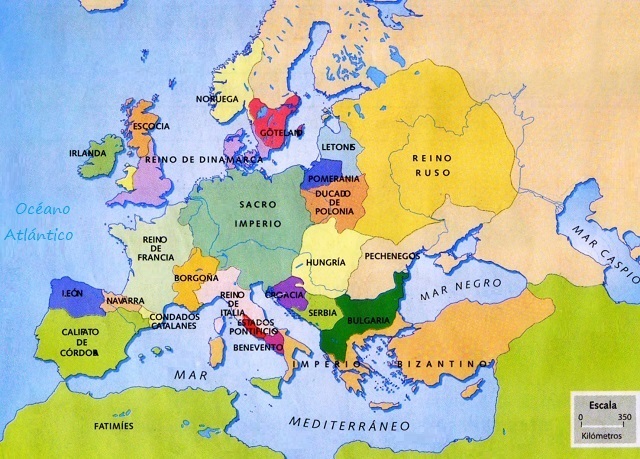 NORUEGA
ESCOCIA
GÖTELAND
IRLANDA
REINO DE DINAMARCA
LETONIS
REINO
RUSO
POMERANIA
DUCADO
DE
POLONIA
SACRO
IMPERIO
Océano
Atlántico
REINO
DE
FRANCIA
MAR CASPIO
HUNGRÍA
PECHENEGOS
BORGOÑA
MAR NEGRO
LEÓN
NAVARRA
REINO
DE
ITALIA
CROACIA
SERBIA
BULGARIA
CONDADOS
CATALANES
ESTADOS
PONTIFICIOS
CALIFATO
DE
CÓRDOBA
BENEVENTO
IMPERIO BIZANTINO
MAR
MEDITERRÁNEO
FATIMÍES
Escala
0 350
Kilómetros